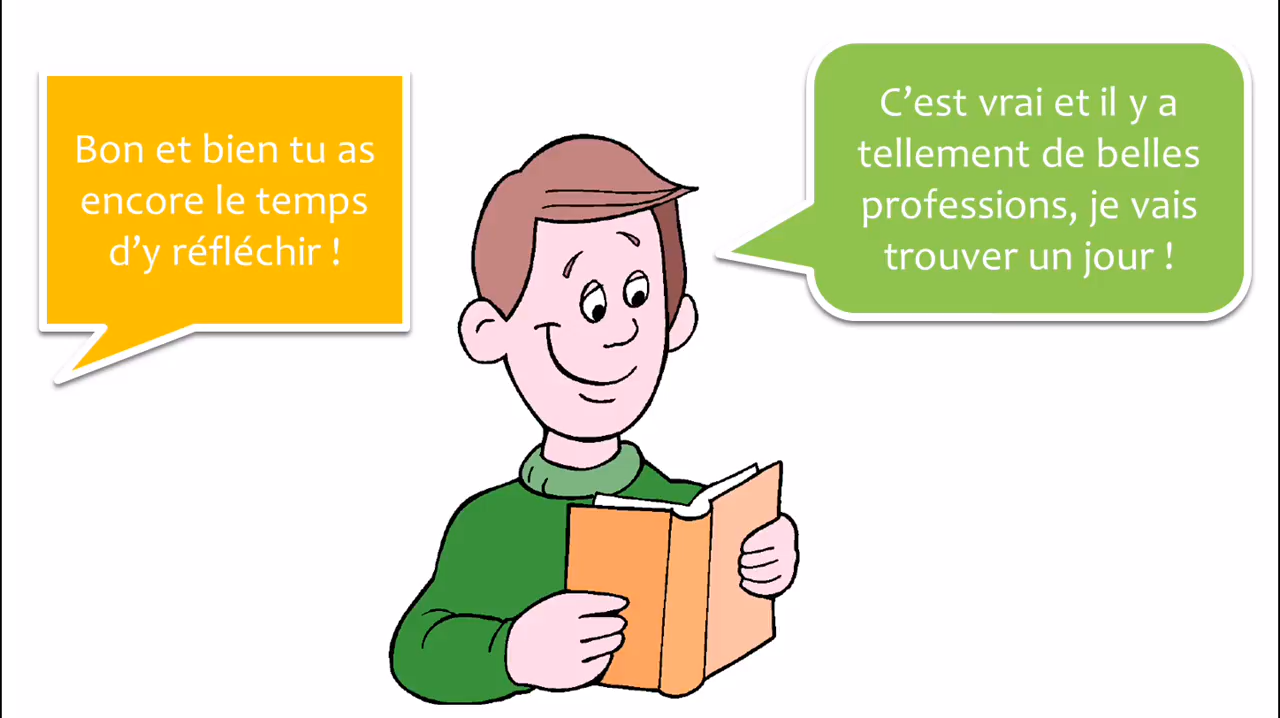 Bon et bien tu as
encore le temps
d’y réfléchir !
C’est vrai et il y a
tellement de belles
professions, je vais
trouver un jour !